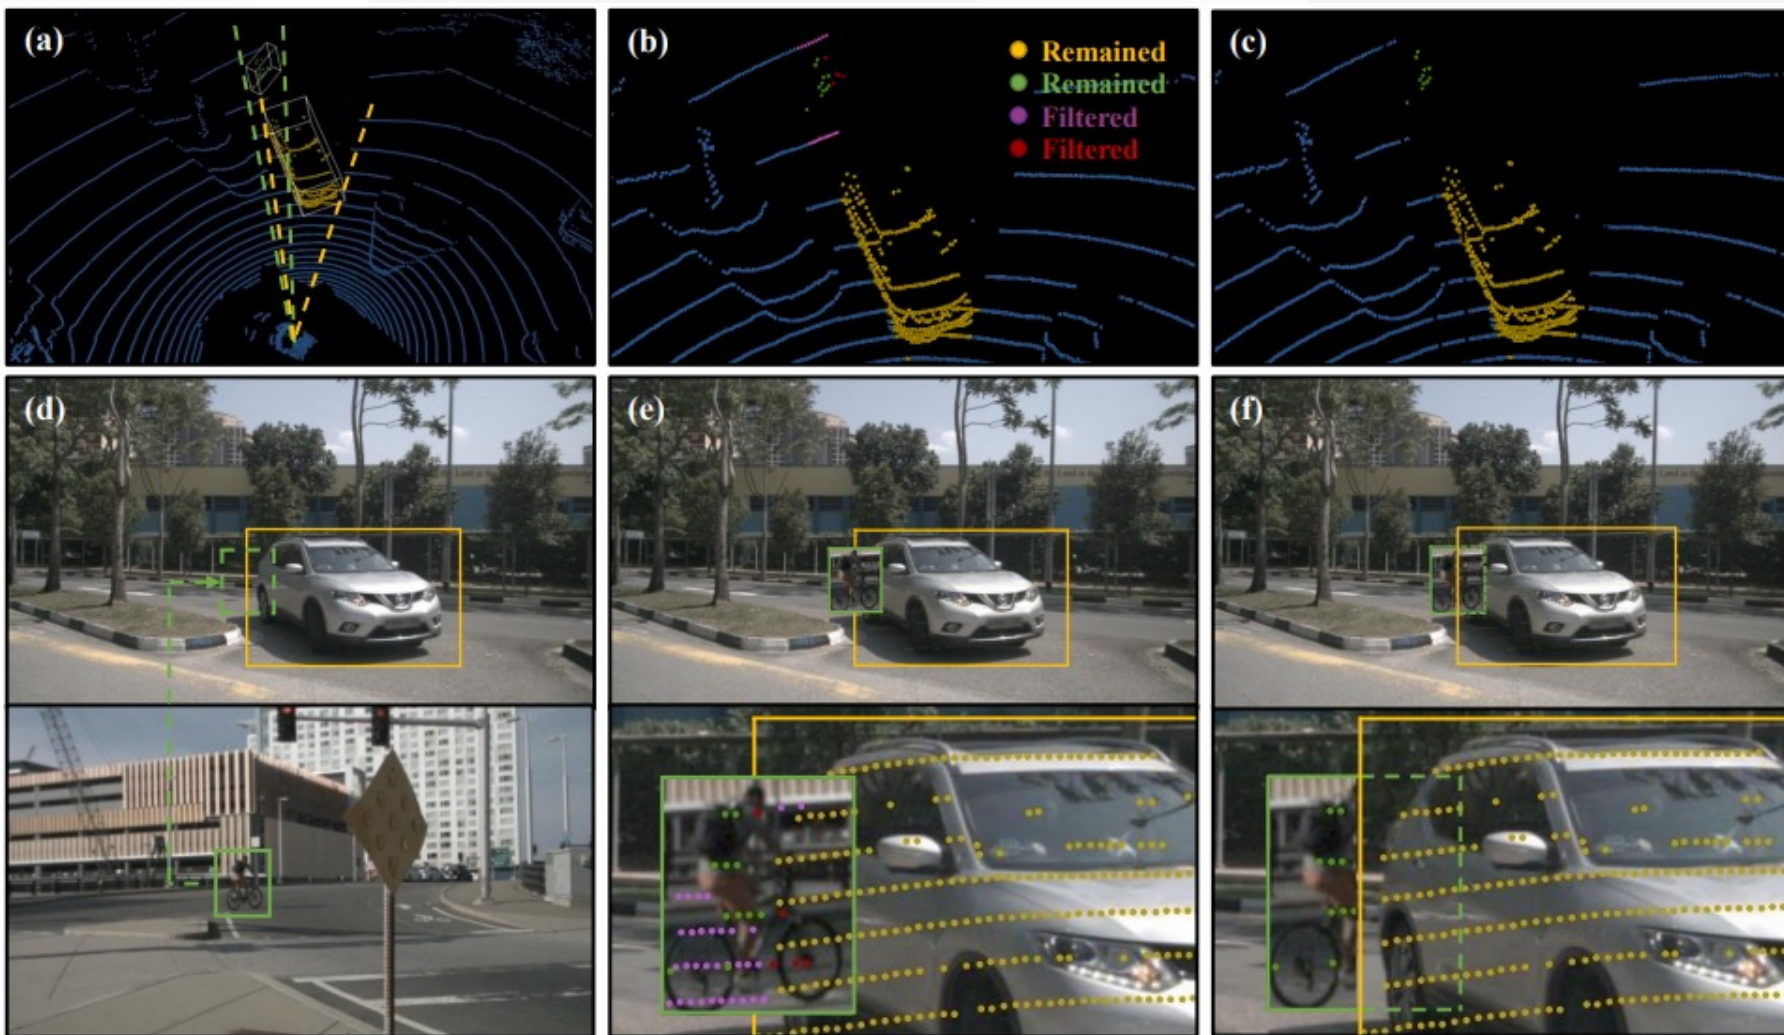 (a)
(b)
Remained
Remained
Filtered
Filtered
(c)
(d)
(e)
(f)